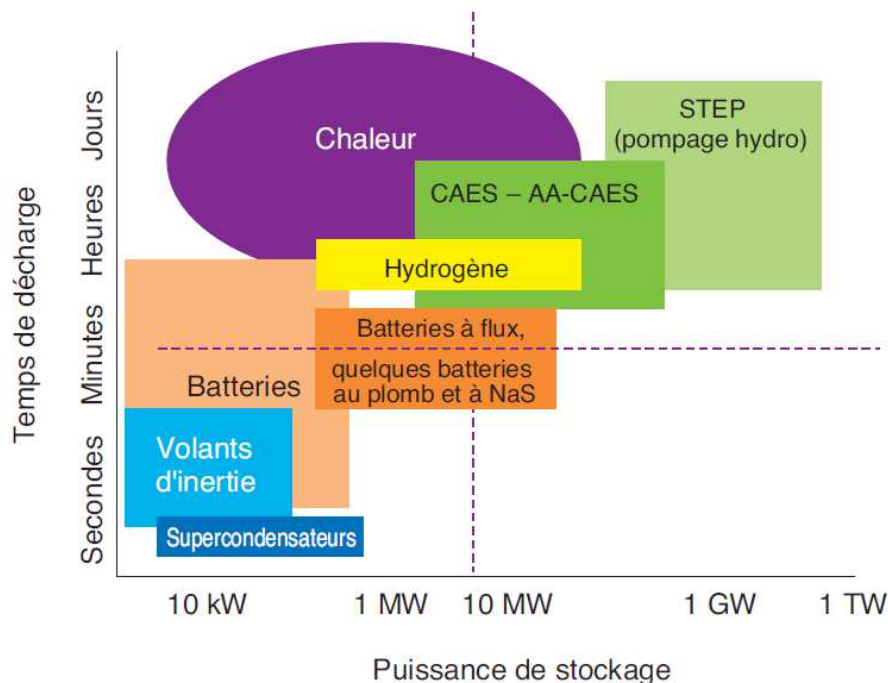 Temps de décharge
Jours
Heures
Minutes
Secondes
Chaleur
STEP
(pompage hydro)
CAES – AA-CAES
Hydrogène
Batteries à flux,
quelques batteries
au plomb et à NaS
Batteries
Volants
d'inertie
Supercondensateurs
10 kW
1 MW
10 MW
1 GW
1 TW
Puissance de stockage